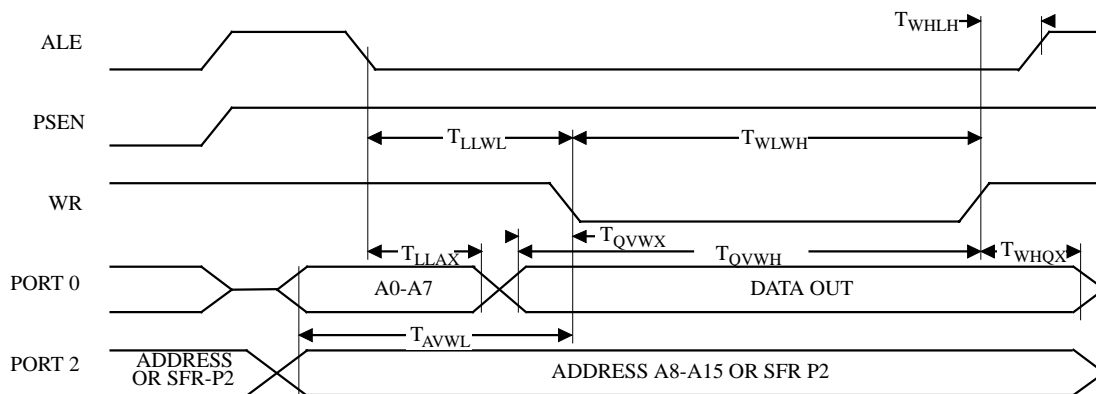 T_WHLH
ALE
PSEN
T_LLWL
T_WLWH
WR
T_QVWX
T_LLAX
T_QVWH
T_WHQX
PORT 0
A0-A7
DATA OUT
T_AVWL
PORT 2
ADDRESS
OR SFR-P2
ADDRESS A8-A15 OR SFR P2